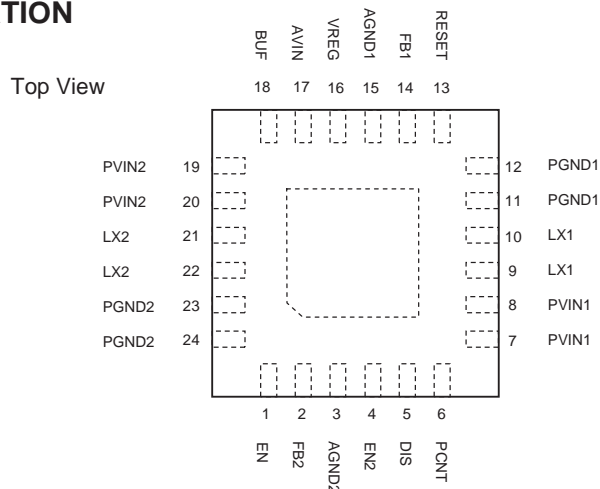 ATION
Top View
BUF AVIN VREG AGND1 FB1 RESET
18 17 16 15 14 13
PVIN2 19 12 PGND1
PVIN2 20 11 PGND1
LX2 21 10 LX1
LX2 22 9 LX1
PGND2 23 8 PVIN1
PGND2 24 7 PVIN1
1 2 3 4 5 6
EN FB2 AGND2 EN2 DIS PCNT